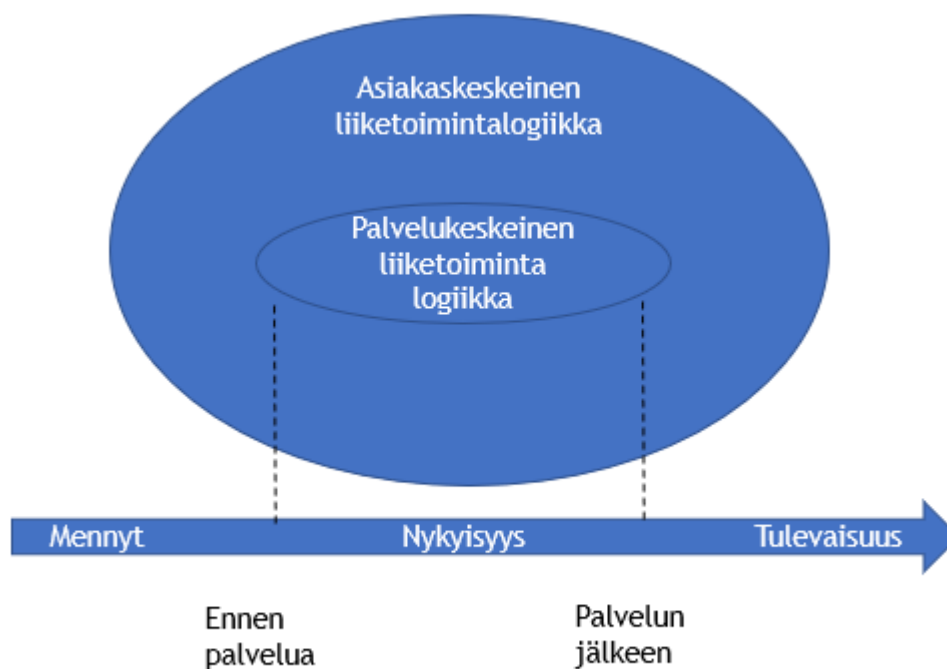 Asiakaskeskeinen
liiketoimintalogiikka
Palvelukeskeinen
liiketoiminta
logiikka
Mennyt
Nykyisyys
Tulevaisuus
Ennen
palvelua
Palvelun
jälkeen